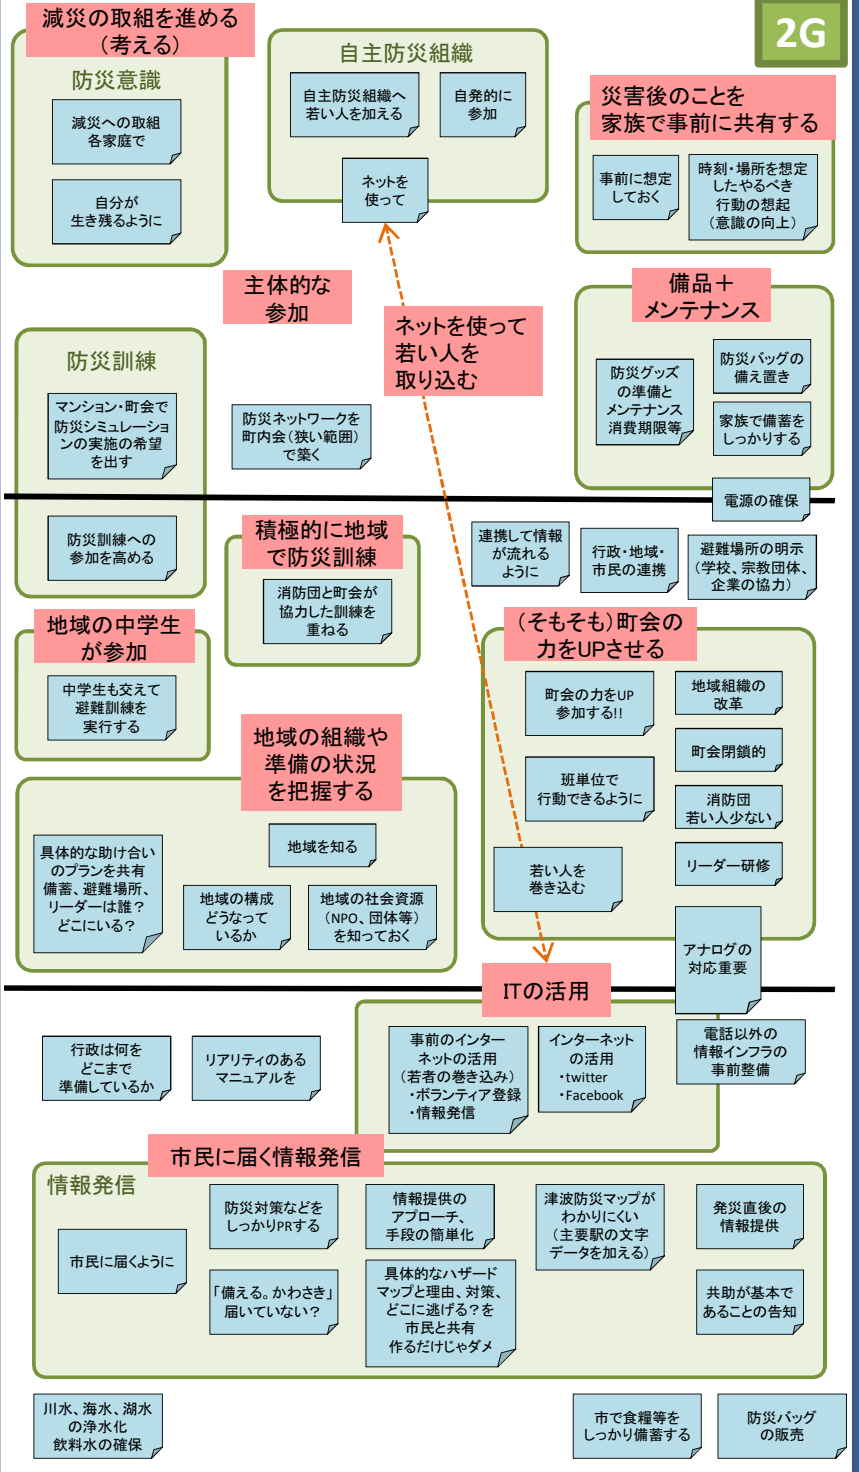 2G
減災の取組を進める
（考える）
防災意識
減災への取組
各家庭で
自分が
生き残るように
自主防災組織
自主防災組織へ
若い人を加える
自発的に
参加
ネットを
使って
災害後のことを
家族で事前に共有する
事前に想定
しておく
時刻・場所を想定
したやるべき
行動の想起
（意識の向上）
主体的な
参加
ネットを使って
若い人を
取り込む
備品＋
メンテナンス
防災グッズ
の準備と
メンテナンス
消費期限等
防災バッグの
備え置き
家族で備蓄を
しっかりする
電源の確保
防災訓練
マンション・町会で
防災シミュレーショ
ンの実施の希望
を出す
防災訓練への
参加を高める
防災ネットワークを
町内会（狭い範囲）
で築く
積極的に地域
で防災訓練
消防団と町会が
協力した訓練を
重ねる
連携して情報
が流れる
ように
行政・地域・
市民の連携
避難場所の明示
（学校、宗教団体、
企業の協力）
地域の中学生
が参加
中学生も交えて
避難訓練を
実行する
（そもそも）町会の
力をUPさせる
町会の力をUP
参加する!!
地域組織の
改革
町会閉鎖的
班単位で
行動できるように
消防団
若い人少ない
リーダー研修
若い人を
巻き込む
アナログの
対応重要
地域の組織や
準備の状況
を把握する
具体的な助け合い
のプランを共有
備蓄、避難場所、
リーダーは誰？
どこにいる？
地域を知る
地域の構成
どうなって
いるか
地域の社会資源
（NPO、団体等）
を知っておく
ITの活用
事前のインター
ネットの活用
（若者の巻き込み）
・ボランティア登録
・情報発信
インターネット
の活用
・twitter
・Facebook
電話以外の
情報インフラの
事前整備
行政は何を
どこまで
準備しているか
リアリティのある
マニュアルを
市民に届く情報発信
情報発信
市民に届くように
防災対策などを
しっかりPRする
「備える。かわさき」
届いていない？
情報提供の
アプローチ、
手段の簡単化
具体的なハザード
マップと理由、対策、
どこに逃げる？を
市民と共有
作るだけじゃダメ
津波防災マップが
わかりにくい
（主要駅の文字
データを加える）
発災直後の
情報提供
共助が基本で
あることの告知
川水、海水、湖水
の浄水化
飲料水の確保
市で食糧等を
しっかり備蓄する
防災バッグ
の販売